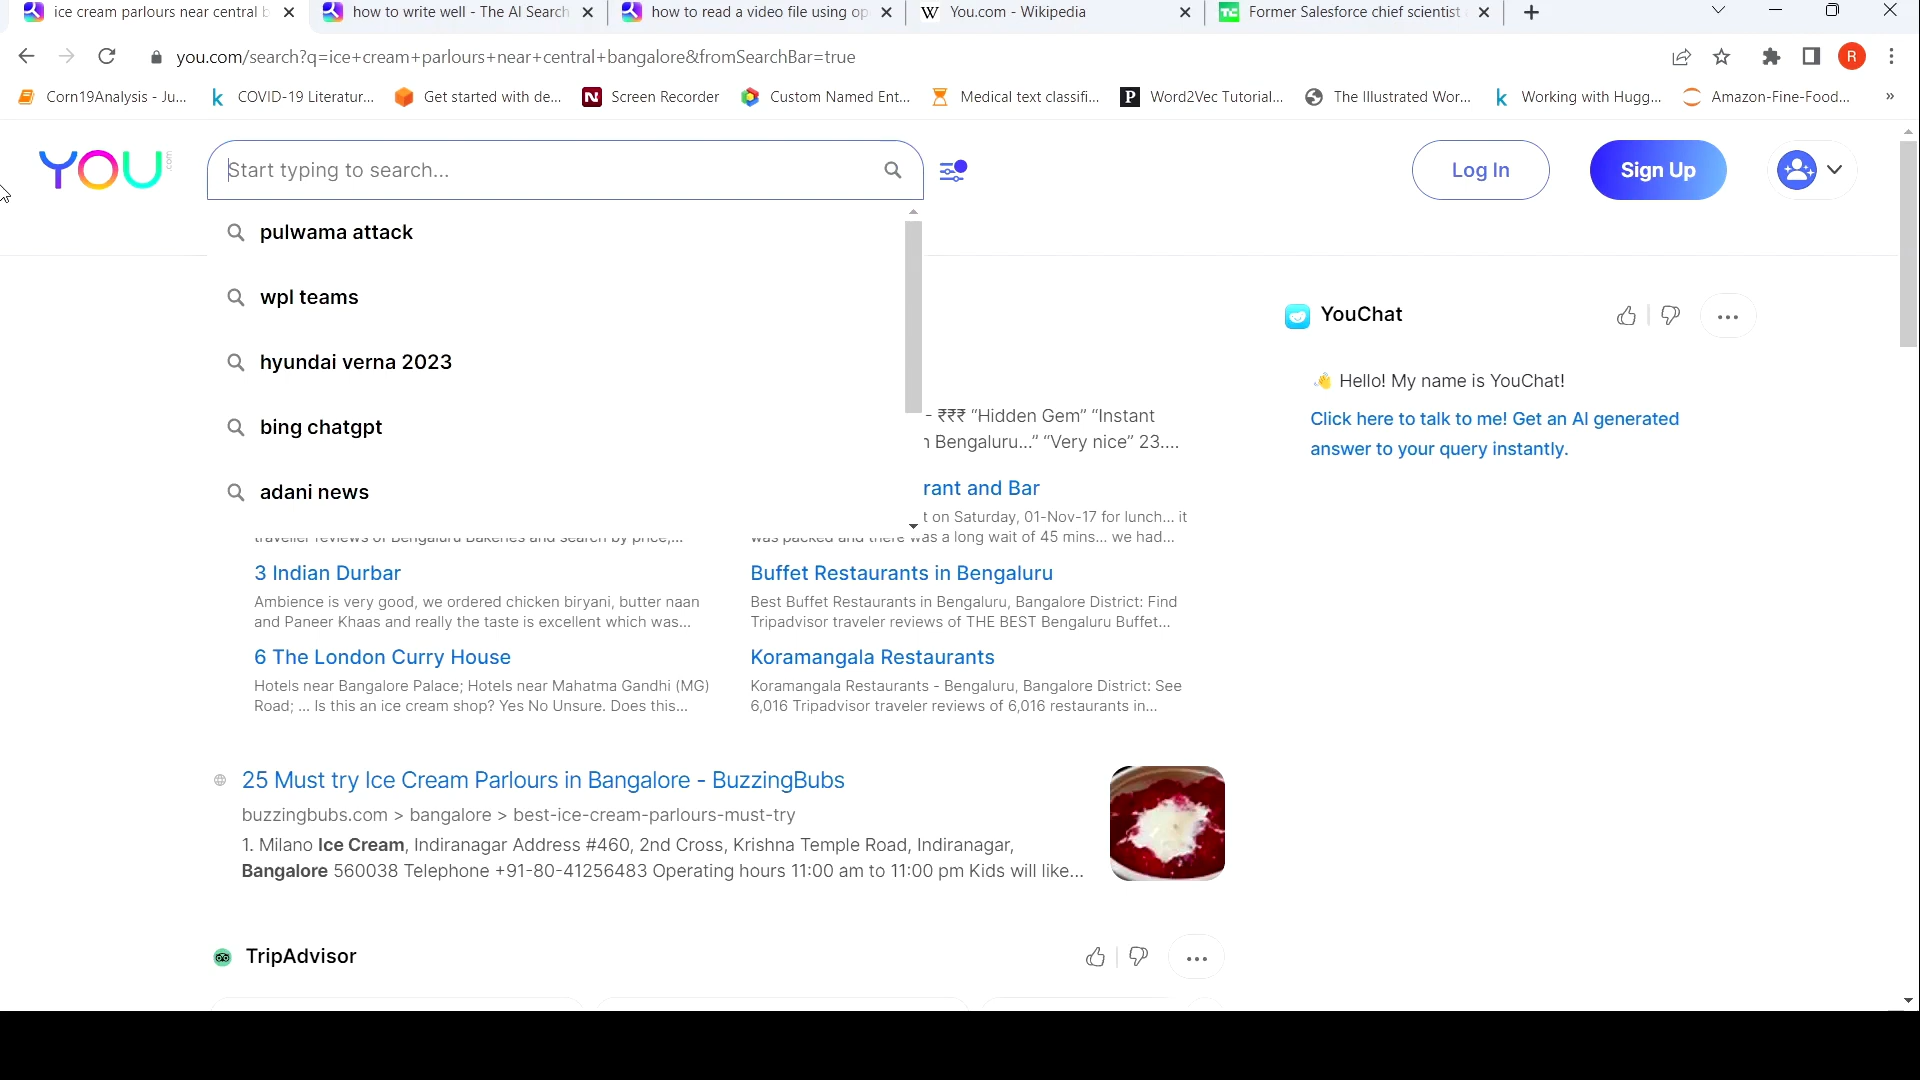 ice cream parlours near central b
how to write well - The AI Search
how to read a video file using op
You.com - Wikipedia
Former Salesforce chief scientist
you.com/search?q=ice+cream+parlours+near+central+bangalore&fromSearchBar=true
R
Corn19Analysis - Ju...
COVID-19 Literatur...
Get started with de...
Screen Recorder
Custom Named Ent...
Medical text classifi...
Word2Vec Tutorial...
The Illustrated Wor...
Working with Hugg...
Amazon-Fine-Food...
»
YOU.com
Start typing to search...
Log In
Sign Up
pulwama attack
wpl teams
hyundai verna 2023
bing chatgpt
adani news
YouChat
👋 Hello! My name is YouChat!
Click here to talk to me! Get an AI generated
answer to your query instantly.
- ₹₹₹ “Hidden Gem” “Instant
Bengaluru...” “Very nice” 23....
rant and Bar
t on Saturday, 01-Nov-17 for lunch... it
traveller reviews of Bengaluru Bakeries and search by price,...
was packed and there was a long wait of 45 mins... we had...
3 Indian Durbar
Ambience is very good, we ordered chicken biryani, butter naan
and Paneer Khaas and really the taste is excellent which was...
Buffet Restaurants in Bengaluru
Best Buffet Restaurants in Bengaluru, Bangalore District: Find
Tripadvisor traveler reviews of THE BEST Bengaluru Buffet...
6 The London Curry House
Hotels near Bangalore Palace; Hotels near Mahatma Gandhi (MG)
Road; ... Is this an ice cream shop? Yes No Unsure. Does this...
Koramangala Restaurants
Koramangala Restaurants - Bengaluru, Bangalore District: See
6,016 Tripadvisor traveler reviews of 6,016 restaurants in...
25 Must try Ice Cream Parlours in Bangalore - BuzzingBubs
buzzingbubs.com > bangalore > best-ice-cream-parlours-must-try
1. Milano Ice Cream, Indiranagar Address #460, 2nd Cross, Krishna Temple Road, Indiranagar,
Bangalore 560038 Telephone +91-80-41256483 Operating hours 11:00 am to 11:00 pm Kids will like...
TripAdvisor